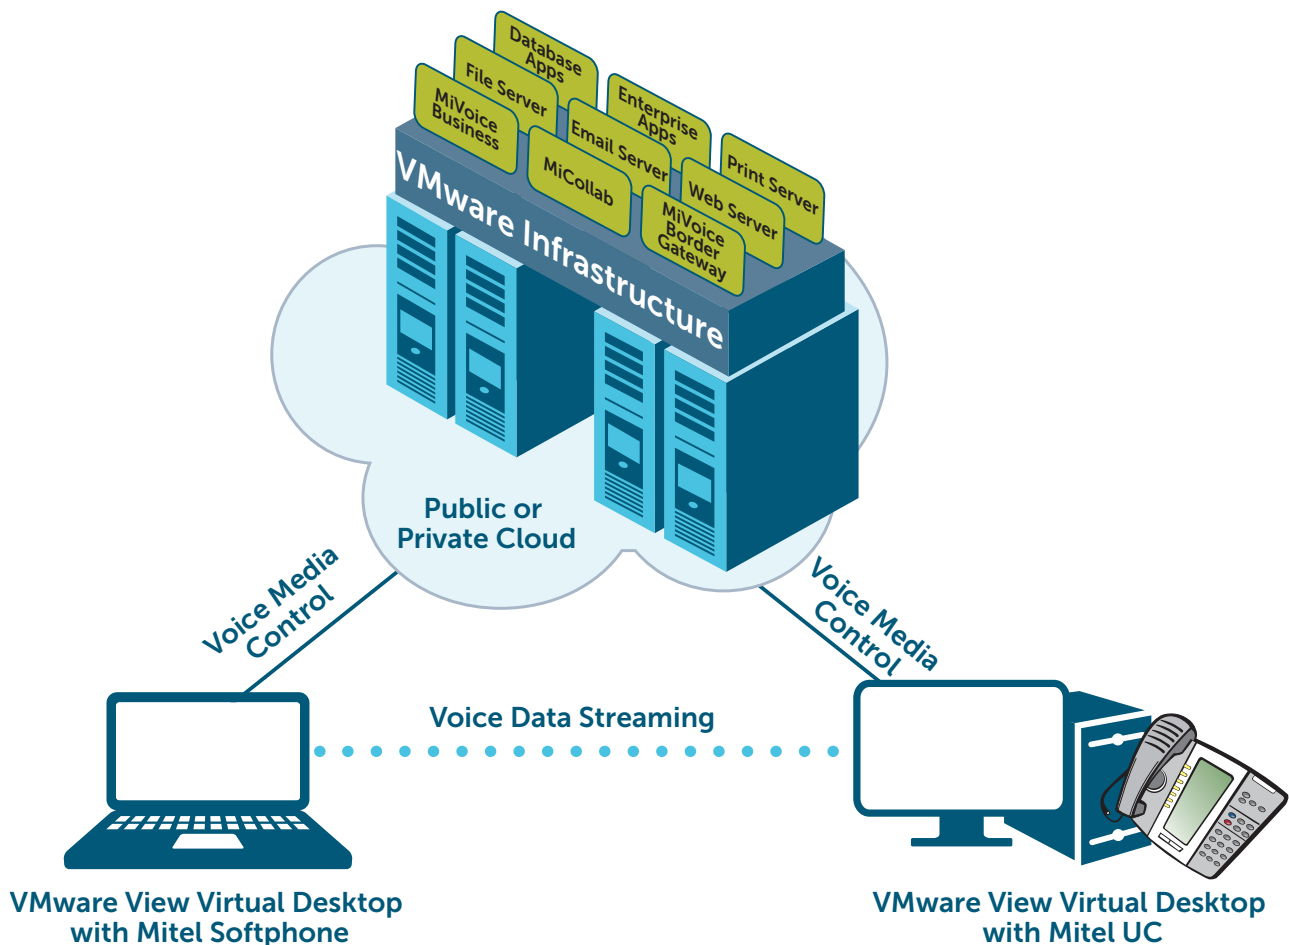 Database
Apps
File Server
MiVoice
Business
Enterprise
Apps
Email Server
MiCollab
Print Server
Web Server
MiVoice
Border
Gateway
VMware Infrastructure
Public or
Private Cloud
Voice Media
Control
Voice Media
Control
Voice Data Streaming
VMware View Virtual Desktop
with Mitel Softphone
VMware View Virtual Desktop
with Mitel UC